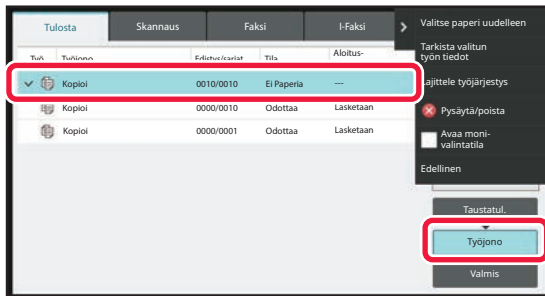 Tulosta Skannaus Faksi I-Faksi
Työ Työjono Edistys/sarjat Tila Aloitus-
Kopioi 0010/0010 Ei Paperia ---
Kopioi 0000/0010 Odottaa Lasketaan
Kopioi 0000/0001 Odottaa Lasketaan
Valitse paperi uudelleen
Tarkista valitun
työn tiedot
Lajittele työjärjestys
Pysäytä/poista
Avaa moni-
valintatila
Edellinen
Taustatul.
Työjono
Valmis